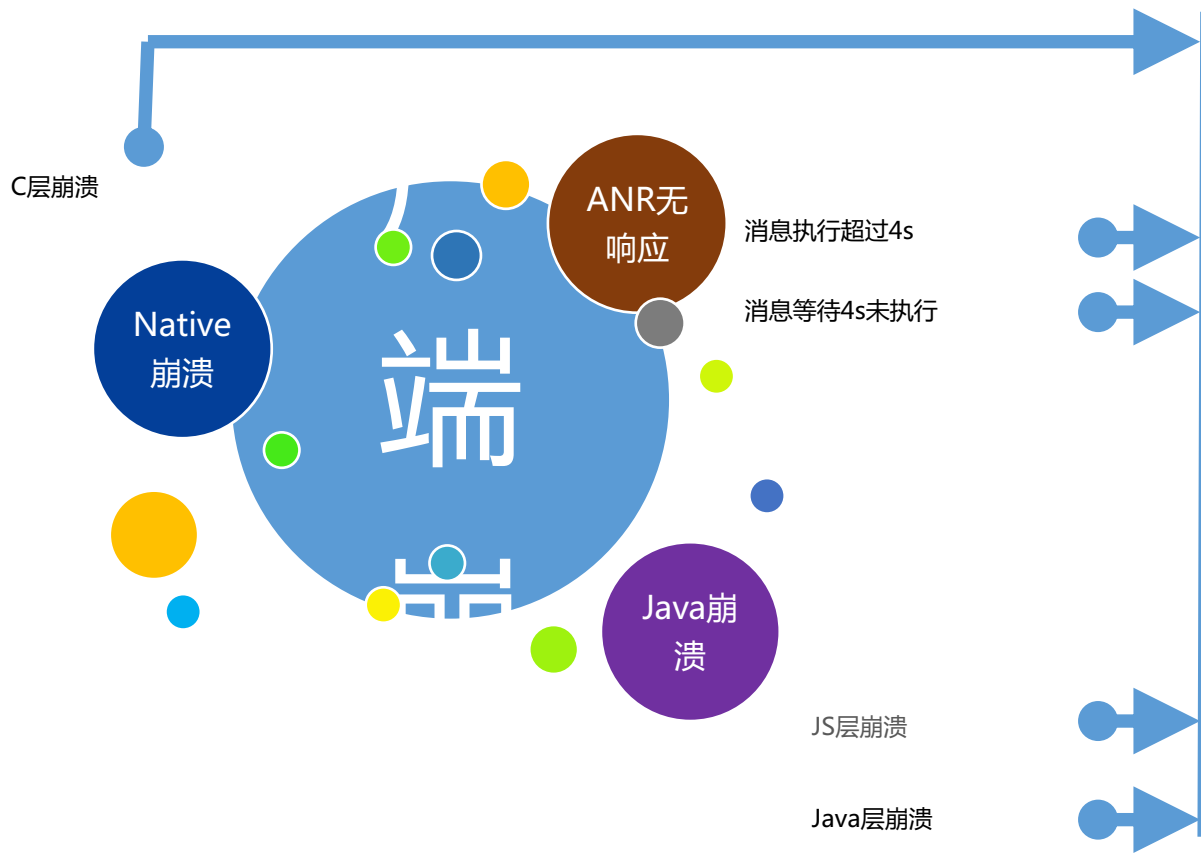 C层崩溃
ANR无
响应
消息执行超过4s
消息等待4s未执行
Native
崩溃
端
Java崩
溃
JS层崩溃
Java层崩溃